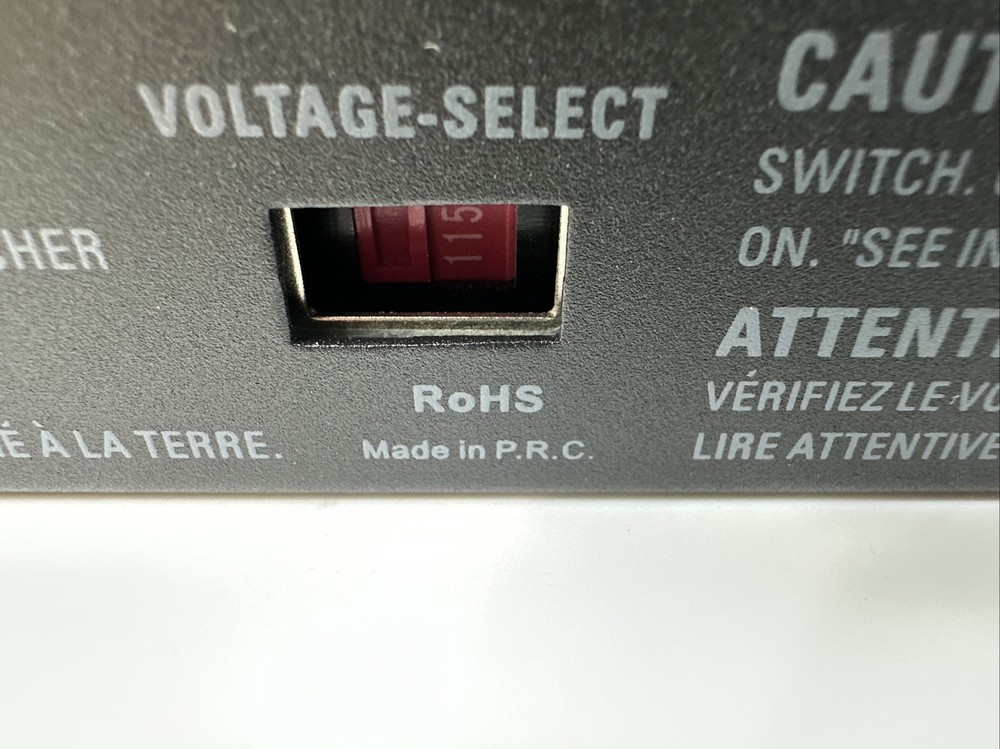 VOLTAGE-SELECT
115
RoHS
Made in P.R.C.
SHER
É À LA TERRE.
CAUT
SWITCH.
ON. "SEE IN
ATTENT
VÉRIFIEZ LE VO
LIRE ATTENTIVE